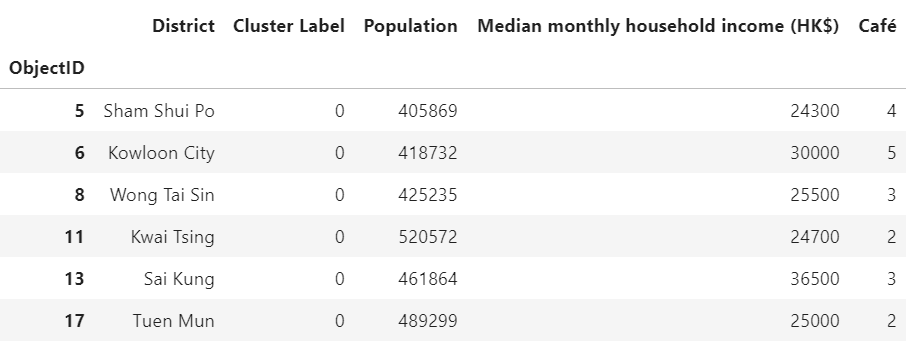 District Cluster Label Population Median monthly household income (HK$) Café
ObjectID
5 Sham Shui Po 0 405869 24300 4
6 Kowloon City 0 418732 30000 5
8 Wong Tai Sin 0 425235 25500 3
11 Kwai Tsing 0 520572 24700 2
13 Sai Kung 0 461864 36500 3
17 Tuen Mun 0 489299 25000 2